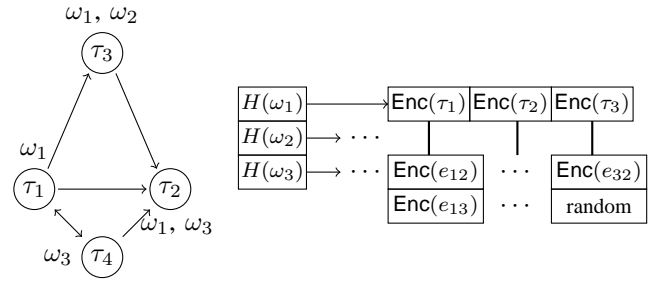 ω₁, ω₂
τ₃
ω₁
τ₁
τ₂
ω₁, ω₃
ω₃
τ₄
H(ω₁) Enc(τ₁) Enc(τ₂) Enc(τ₃)
H(ω₂) ···
H(ω₃) ··· Enc(e₁₂) ··· Enc(e₃₂)
Enc(e₁₃) ··· random